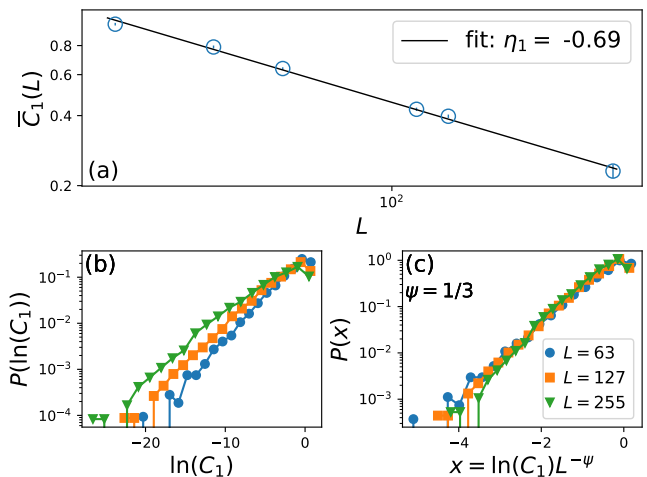 0.8
0.6
0.4
0.2
C̅₁(L)
(a)
fit: η₁ = -0.69
10²
L
(b)
10⁻¹
10⁻²
10⁻³
10⁻⁴
P(ln(C₁))
−20
−10
0
ln(C₁)
(c)
ψ = 1/3
10⁰
10⁻¹
10⁻²
10⁻³
P(x)
L = 63
L = 127
L = 255
−4
−2
0
x = ln(C₁)L^−ψ